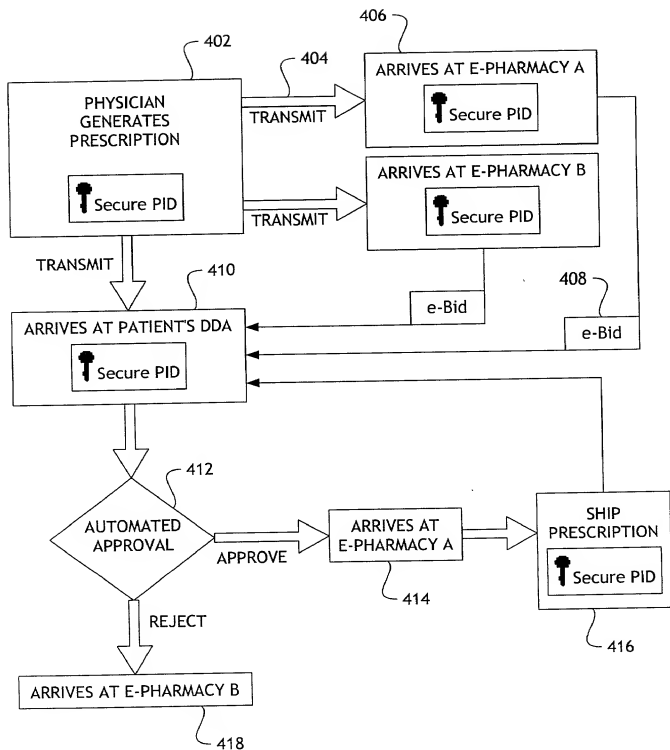 402
PHYSICIAN
GENERATES
PRESCRIPTION
Secure PID
404
TRANSMIT
406
ARRIVES AT E-PHARMACY A
Secure PID
TRANSMIT
ARRIVES AT E-PHARMACY B
Secure PID
TRANSMIT
410
e-Bid
408
e-Bid
ARRIVES AT PATIENT'S DDA
Secure PID
412
AUTOMATED
APPROVAL
APPROVE
ARRIVES AT
E-PHARMACY A
414
SHIP
PRESCRIPTION
Secure PID
416
REJECT
ARRIVES AT E-PHARMACY B
418